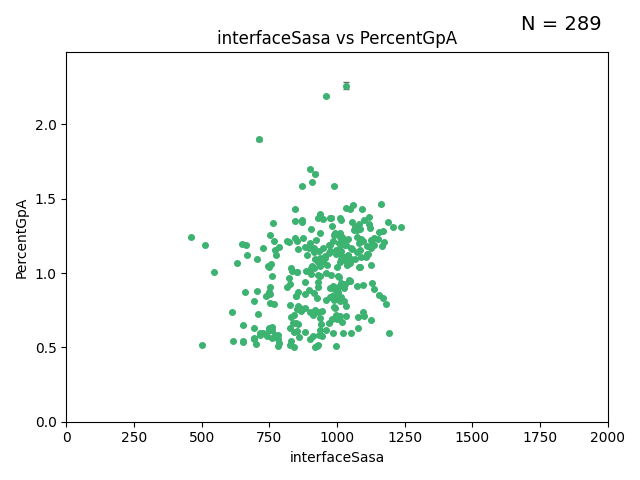 N = 289
interfaceSasa vs PercentGpA
PercentGpA
2.0
1.5
1.0
0.5
0.0
0 250 500 750 1000 1250 1500 1750 2000
interfaceSasa